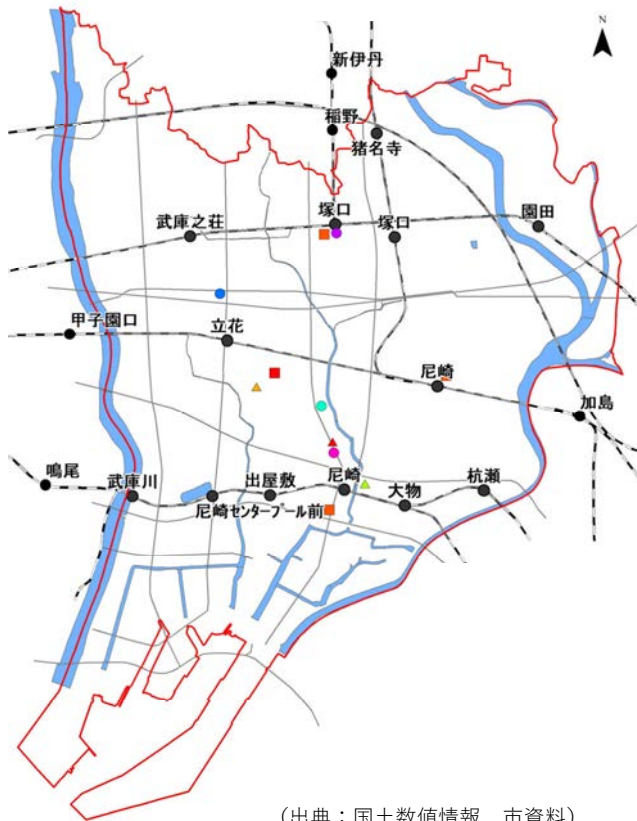 N
新伊丹
稲野
猪名寺
塚口
塚口
園田
武庫之荘
甲子園口
立花
尼崎
加島
鳴尾
武庫川
出屋敷
尼崎
大物
杭瀬
尼崎センタープール前
(出典:国土数値情報、市資料)